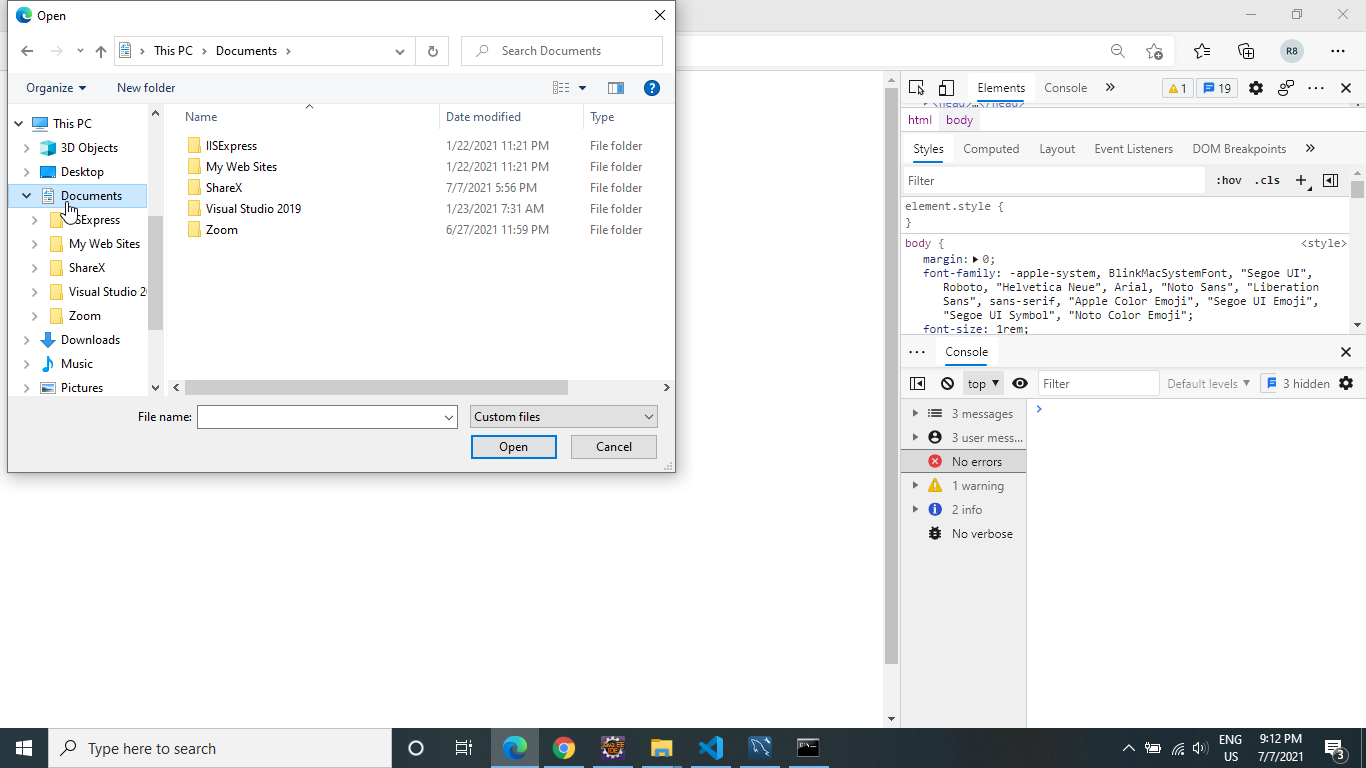 Open
This PC
Documents
Search Documents
R8
Organize
New folder
This PC
3D Objects
Desktop
Documents
Express
My Web Sites
ShareX
Visual Studio 2
Zoom
Downloads
Music
Pictures
Name Date modified Type
IISExpress 1/22/2021 11:21 PM File folder
My Web Sites 1/22/2021 11:21 PM File folder
ShareX 7/7/2021 5:56 PM File folder
Visual Studio 2019 1/23/2021 7:31 AM File folder
Zoom 6/27/2021 11:59 PM File folder
File name: Custom files
Open Cancel
Elements Console 1 19
<head>…</head>
html body
Styles Computed Layout Event Listeners DOM Breakpoints
Filter :hov .cls
element.style {
}
body { <style>
margin: 0;
font-family: -apple-system, BlinkMacSystemFont, "Segoe UI",
Roboto, "Helvetica Neue", Arial, "Noto Sans", "Liberation
Sans", sans-serif, "Apple Color Emoji", "Segoe UI Emoji",
"Segoe UI Symbol", "Noto Color Emoji";
font-size: 1rem;
Console
top Filter Default levels 3 hidden
3 messages
3 user mess...
No errors
1 warning
2 info
No verbose
Type here to search
JAVA EE
IDE
ENG
US
9:12 PM
7/7/2021
3